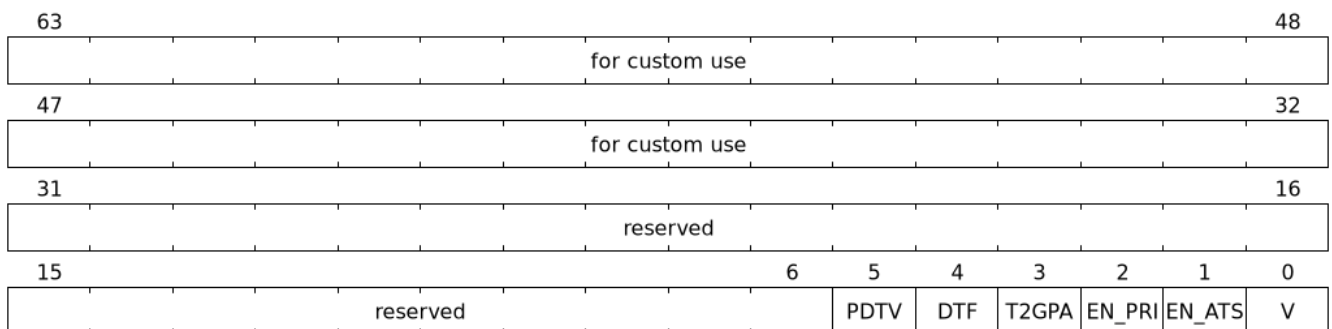 63 48
for custom use
47 32
for custom use
31 16
reserved
15 6 5 4 3 2 1 0
reserved PDTV DTF T2GPA EN_PRI EN_ATS V